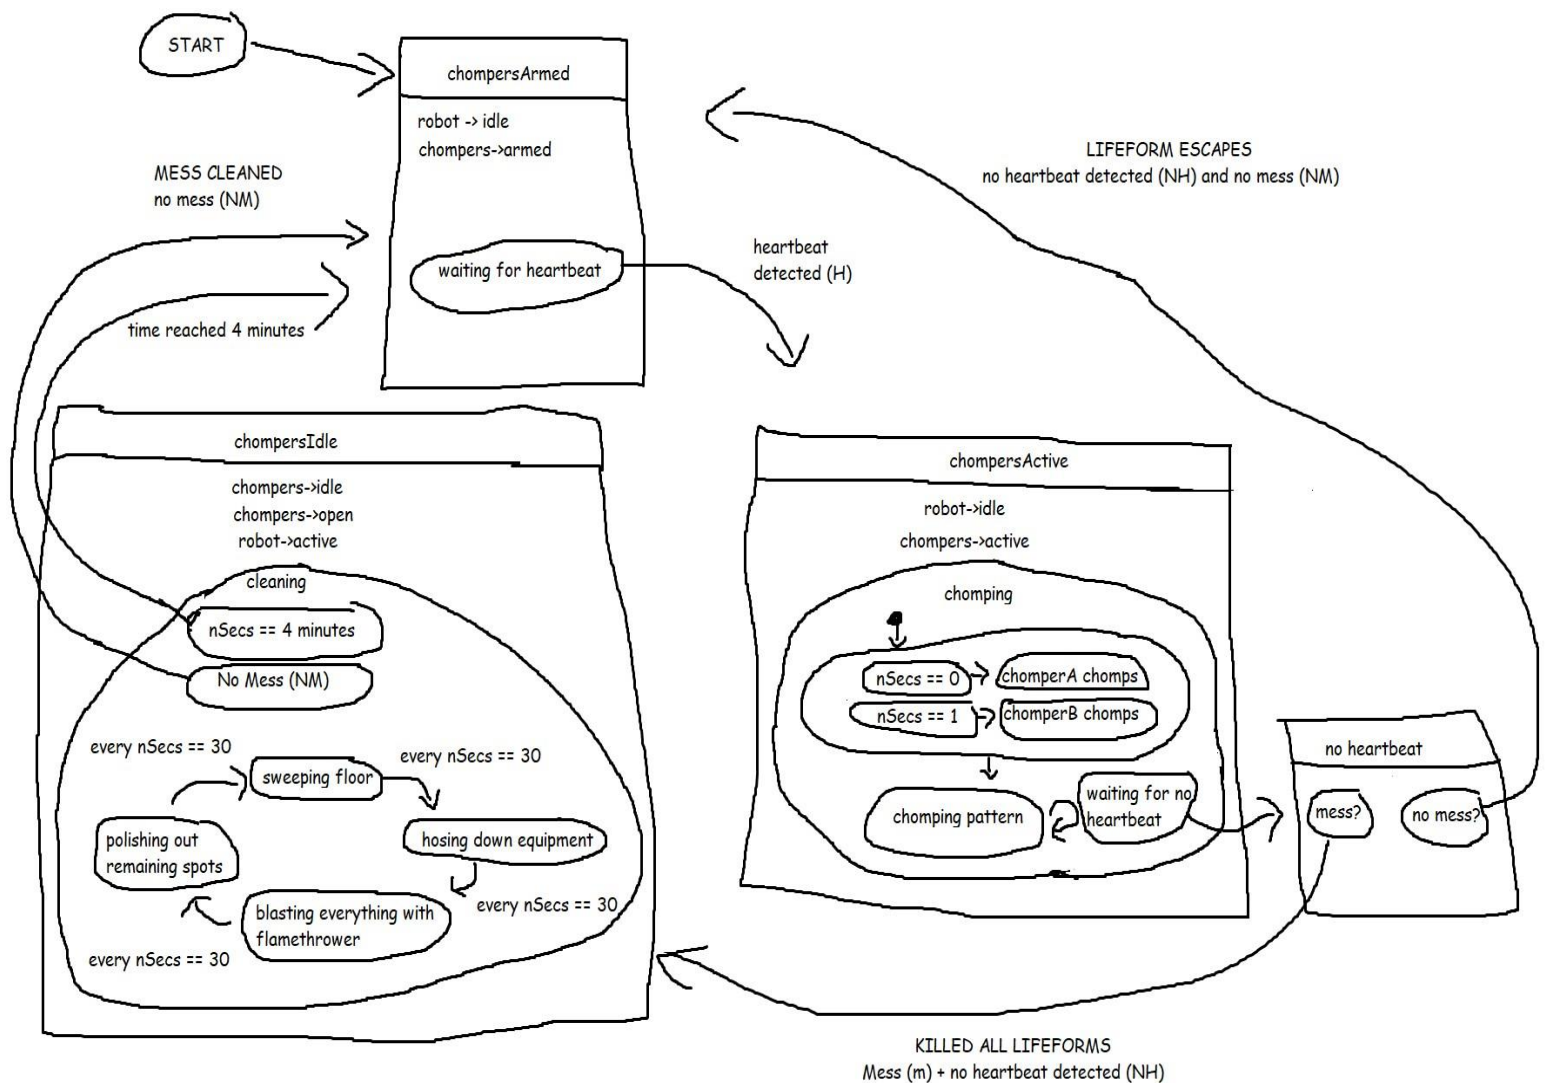 START
chompersArmed
robot -> idle
chompers->armed
waiting for heartbeat
MESS CLEANED
no mess (NM)
time reached 4 minutes
heartbeat
detected (H)
LIFEFORM ESCAPES
no heartbeat detected (NH) and no mess (NM)
chompersIdle
chompers->idle
chompers->open
robot->active
cleaning
nSecs == 4 minutes
No Mess (NM)
every nSecs == 30
sweeping floor
every nSecs == 30
hosing down equipment
every nSecs == 30
blasting everything with
flamethrower
every nSecs == 30
polishing out
remaining spots
chompersActive
robot->idle
chompers->active
chomping
nSecs == 0
chomperA chomps
nSecs == 1
chomperB chomps
chomping pattern
waiting for no
heartbeat
no heartbeat
mess?
no mess?
KILLED ALL LIFEFORMS
Mess (m) + no heartbeat detected (NH)